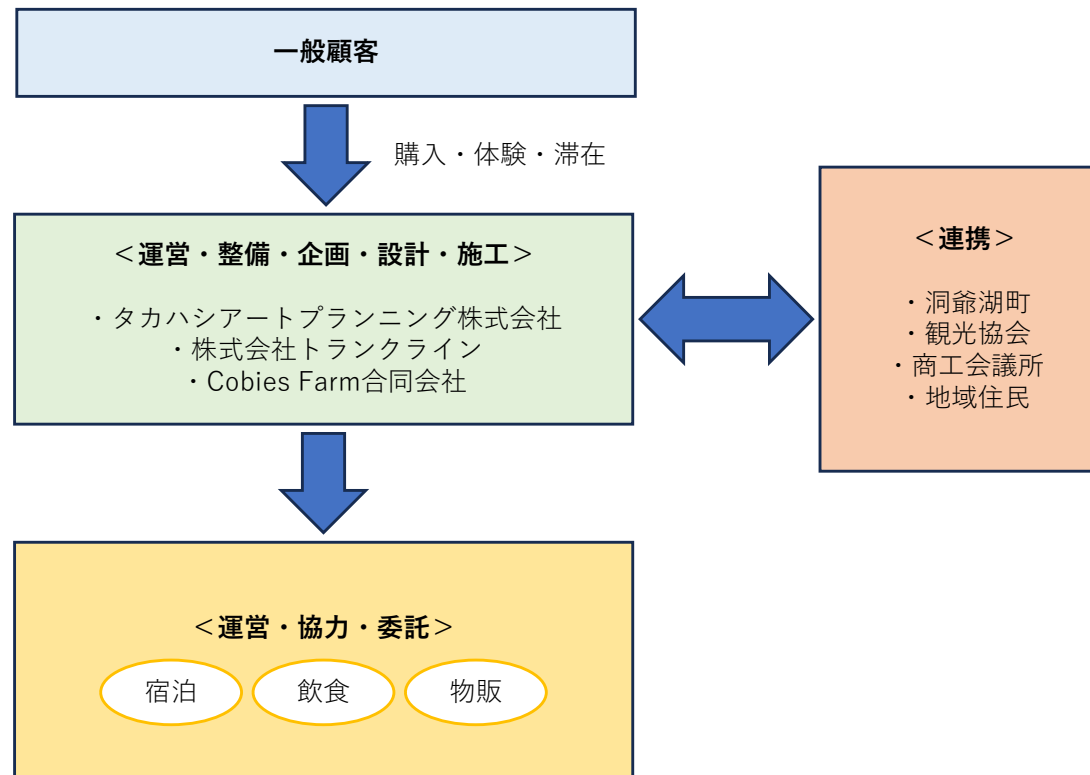 一般顧客
購入・体験・滞在
＜運営・整備・企画・設計・施工＞
・タカハシアートプランニング株式会社
・株式会社トランクライン
・Cobies Farm合同会社
＜連携＞
・洞爺湖町
・観光協会
・商工会議所
・地域住民
＜運営・協力・委託＞
宿泊
飲食
物販